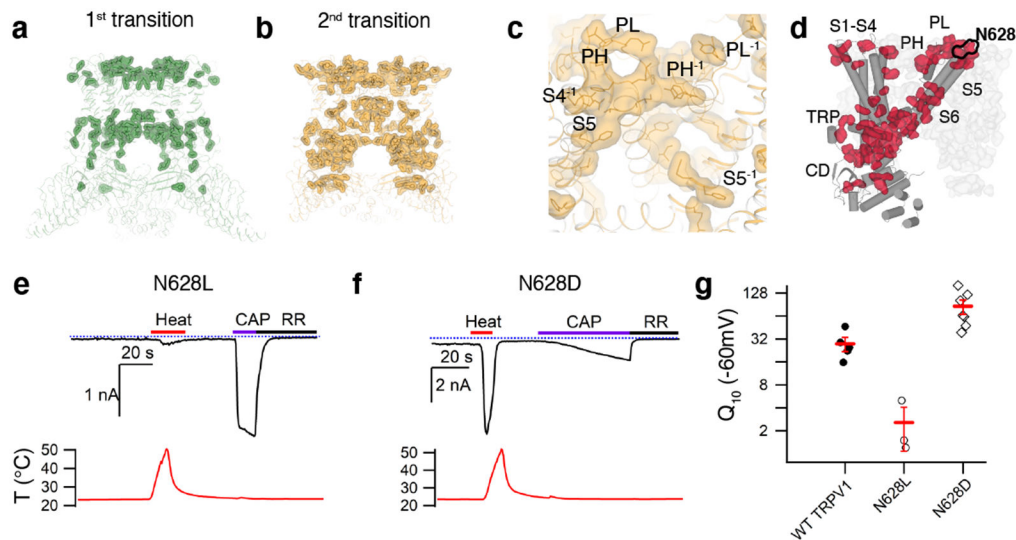 a
1st transition
b
2nd transition
c
PL
PH
PL-1
PH-1
S4-1
S5
S5-1
d
S1-S4
PL
PH
N628
S5
S6
TRP
CD
e
N628L
Heat
CAP
RR
20 s
1 nA
T (°C)
50
40
30
20
f
N628D
Heat
CAP
RR
20 s
2 nA
50
40
30
20
g
Q10 (-60mV)
128
32
8
2
WT TRPV1
N628L
N628D